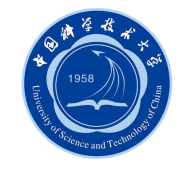 中国科学技术大学
1958
University of Science and Technology of China